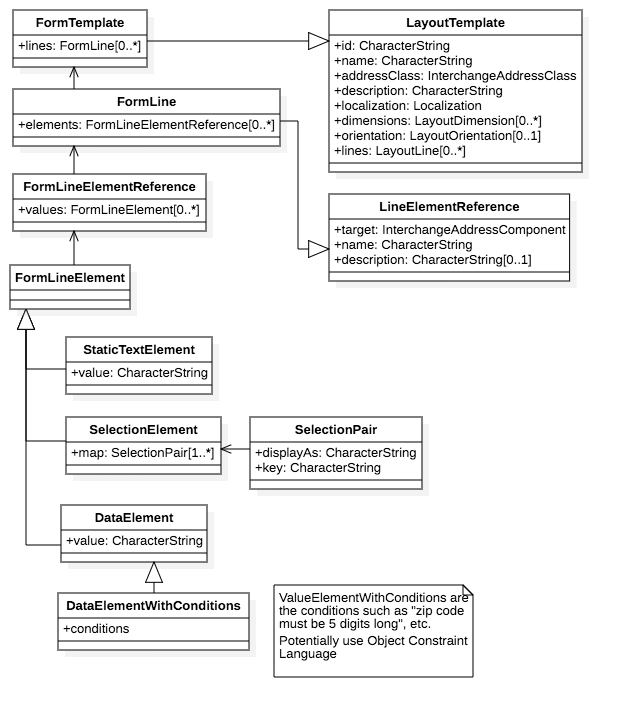 FormTemplate
+lines: FormLine[0..*]
LayoutTemplate
+id: CharacterString
+name: CharacterString
+addressClass: InterchangeAddressClass
+description: CharacterString
+localization: Localization
+dimensions: LayoutDimension[0..*]
+orientation: LayoutOrientation[0..1]
+lines: LayoutLine[0..*]
FormLine
+elements: FormLineElementReference[0..*]
FormLineElementReference
+values: FormLineElement[0..*]
LineElementReference
+target: InterchangeAddressComponent
+name: CharacterString
+description: CharacterString[0..1]
FormLineElement
StaticTextElement
+value: CharacterString
SelectionElement
+map: SelectionPair[1..*]
SelectionPair
+displayAs: CharacterString
+key: CharacterString
DataElement
+value: CharacterString
DataElementWithConditions
+conditions
ValueElementWithConditions are
the conditions such as "zip code
must be 5 digits long", etc.
Potentially use Object Constraint
Language